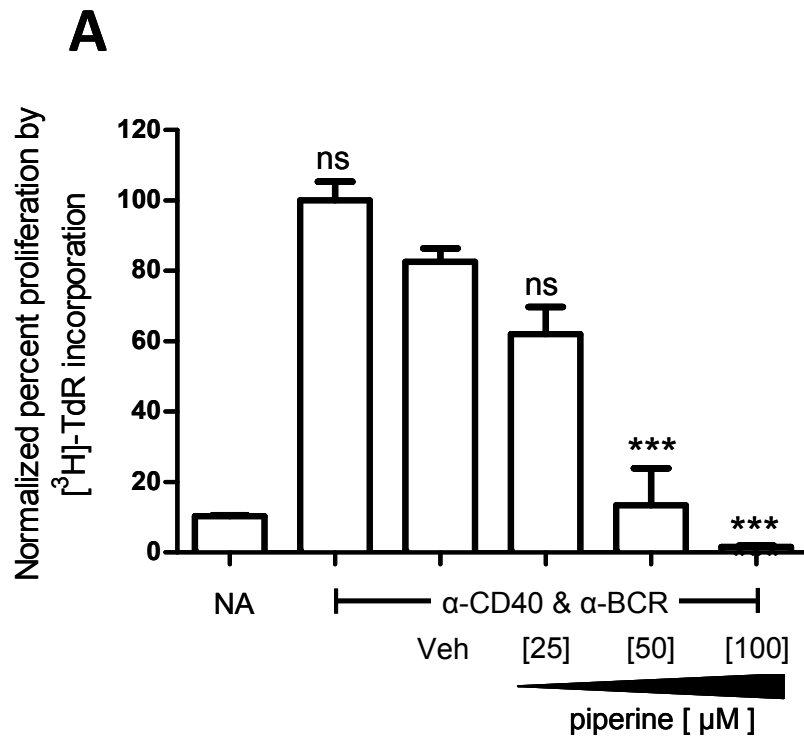 A
Normalized percent proliferation by
[³H]-TdR incorporation
120
100
80
60
40
20
0
ns
ns
***
***
NA
α-CD40 & α-BCR
Veh [25] [50] [100]
piperine [ µM ]